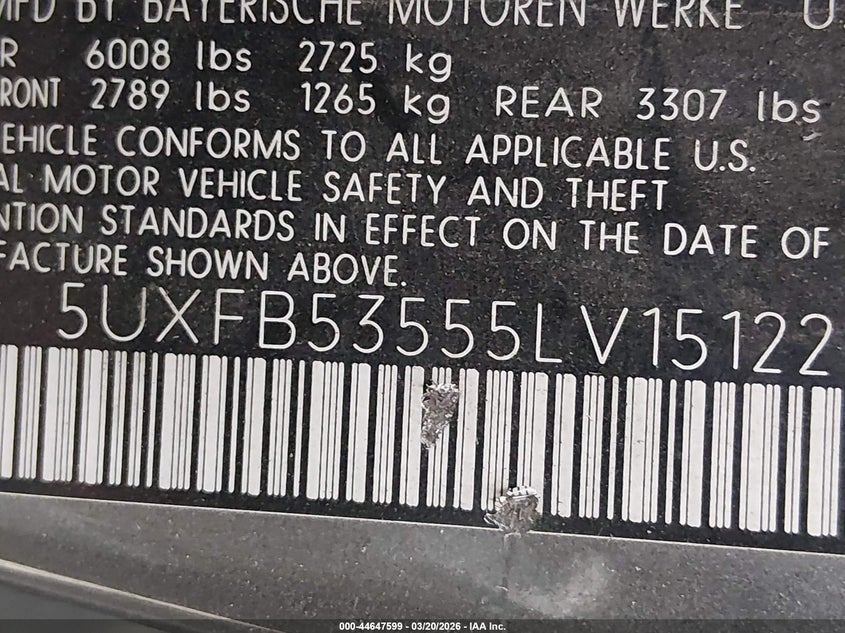 MFD BY BAYERISCHE MOTOREN WERKE
R 6008 lbs 2725 kg
RONT 2789 lbs 1265 kg REAR 3307 lbs
EHICLE CONFORMS TO ALL APPLICABLE U.S.
AL MOTOR VEHICLE SAFETY AND THEFT
NTION STANDARDS IN EFFECT ON THE DATE OF
FACTURE SHOWN ABOVE.
5UXFB53555LV15122
000-44647599 - 03/20/2026 - IAA Inc.